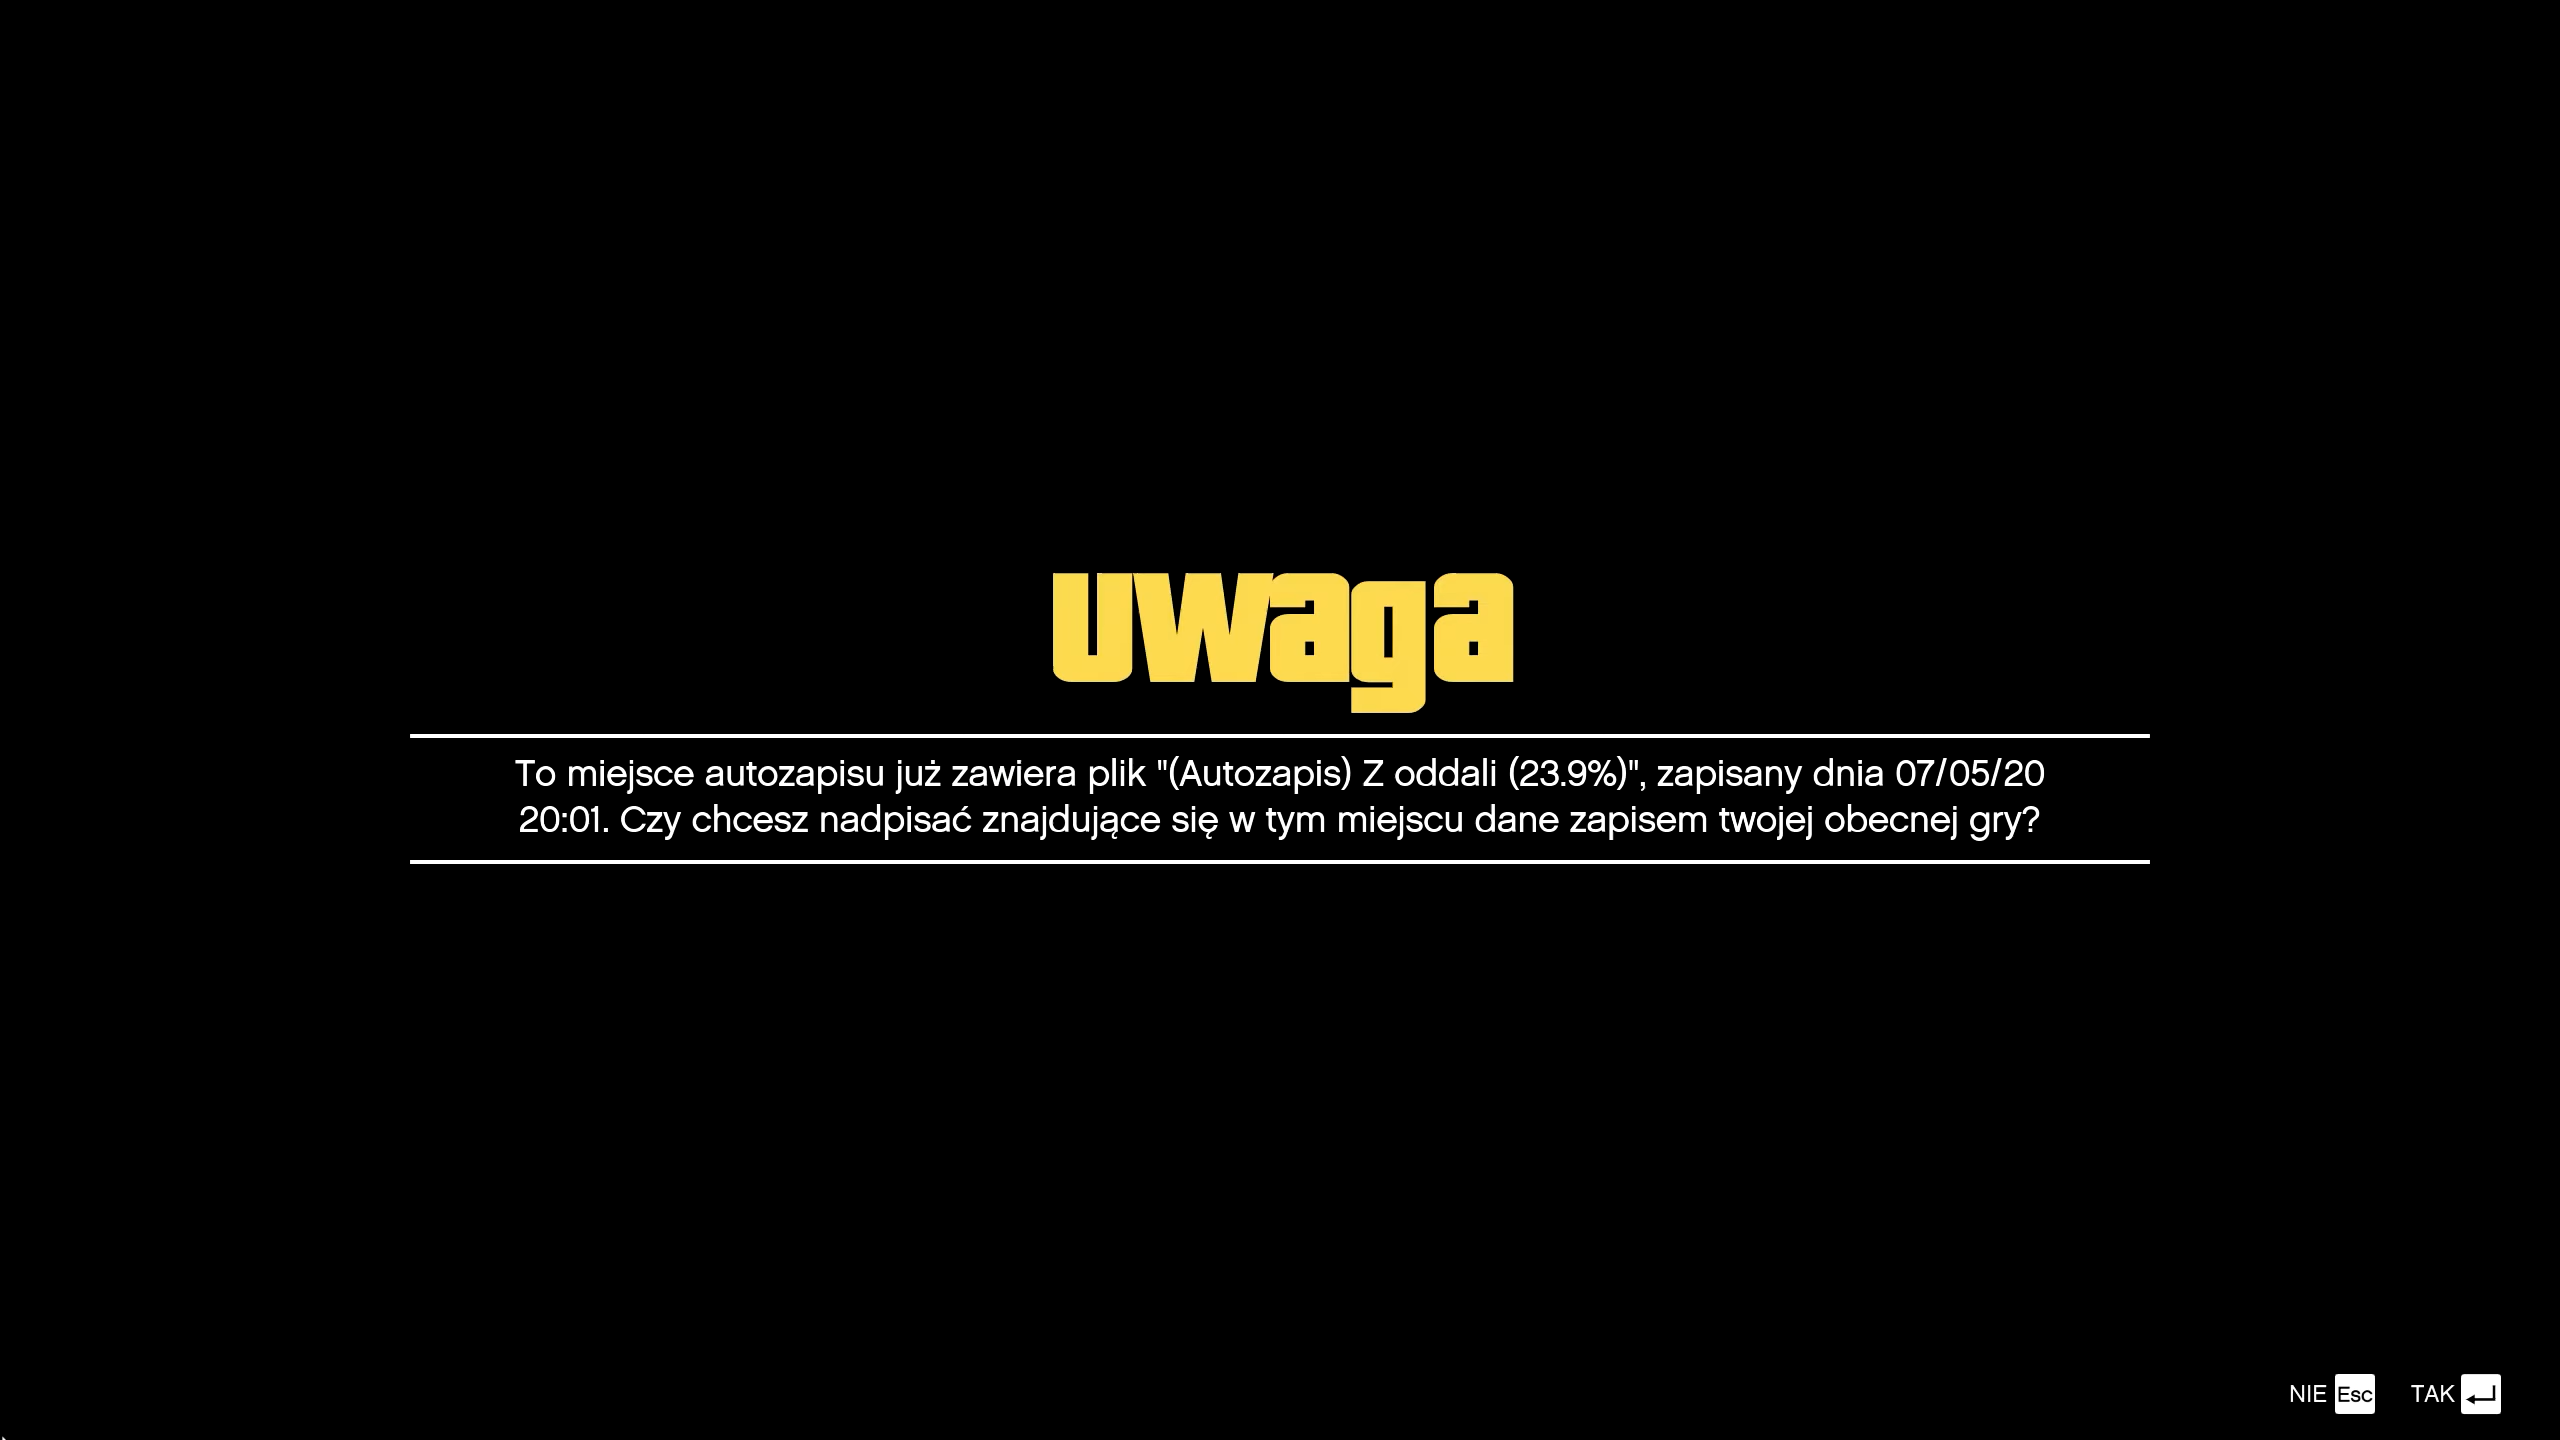 uwaga
To miejsce autozapisu już zawiera plik "(Autozapis) Z oddali (23.9%)", zapisany dnia 07/05/20
20:01. Czy chcesz nadpisać znajdujące się w tym miejscu dane zapisem twojej obecnej gry?
NIE Esc TAK